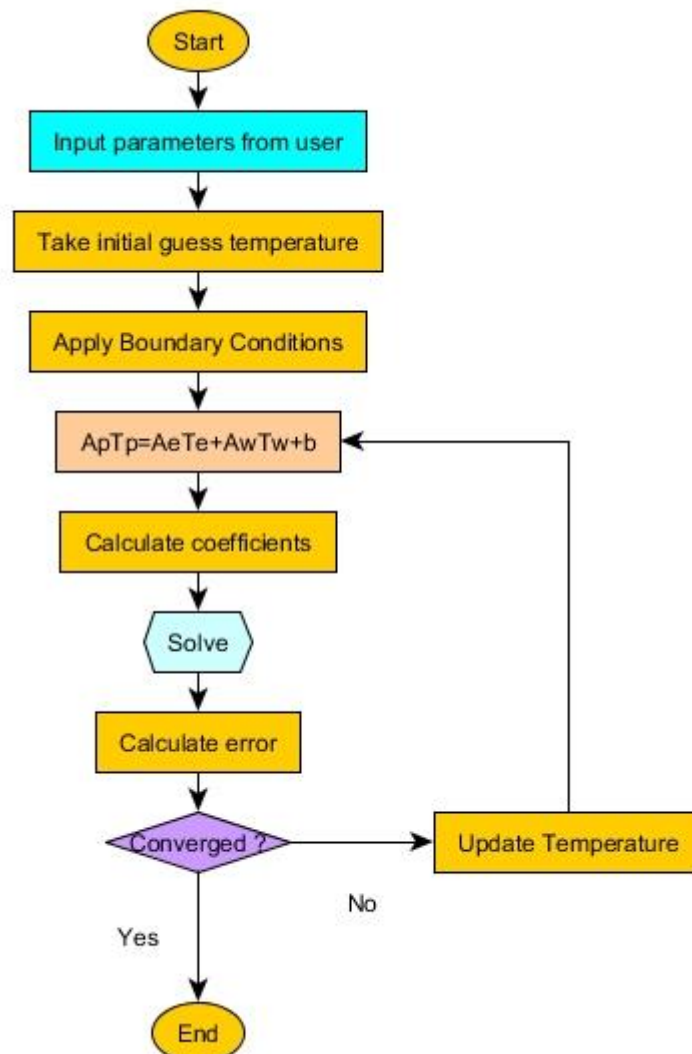 Start
Input parameters from user
Take initial guess temperature
Apply Boundary Conditions
ApTp=AeTe+AwTw+b
Calculate coefficients
Solve
Calculate error
Converged ?
Update Temperature
No
Yes
End